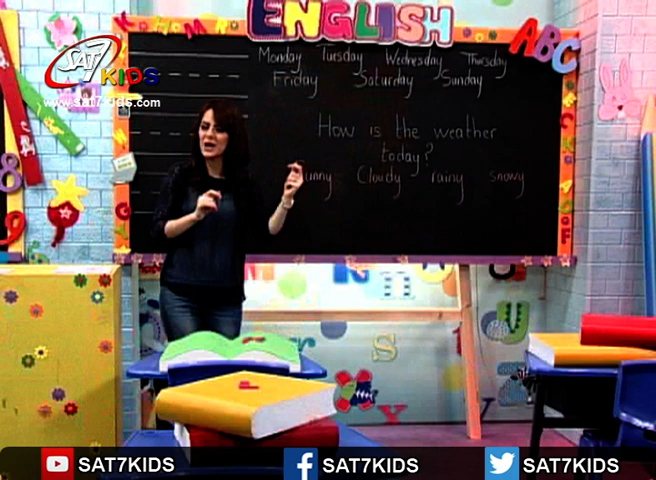 ENGLISH
ABC
SAT7
KIDS
www.sat7kids.com
Monday Tuesday Wednesday Thursday
Friday Saturday Sunday
How is the weather
today?
unny Cloudy rainy snowy
SAT7KIDS SAT7KIDS SAT7KIDS